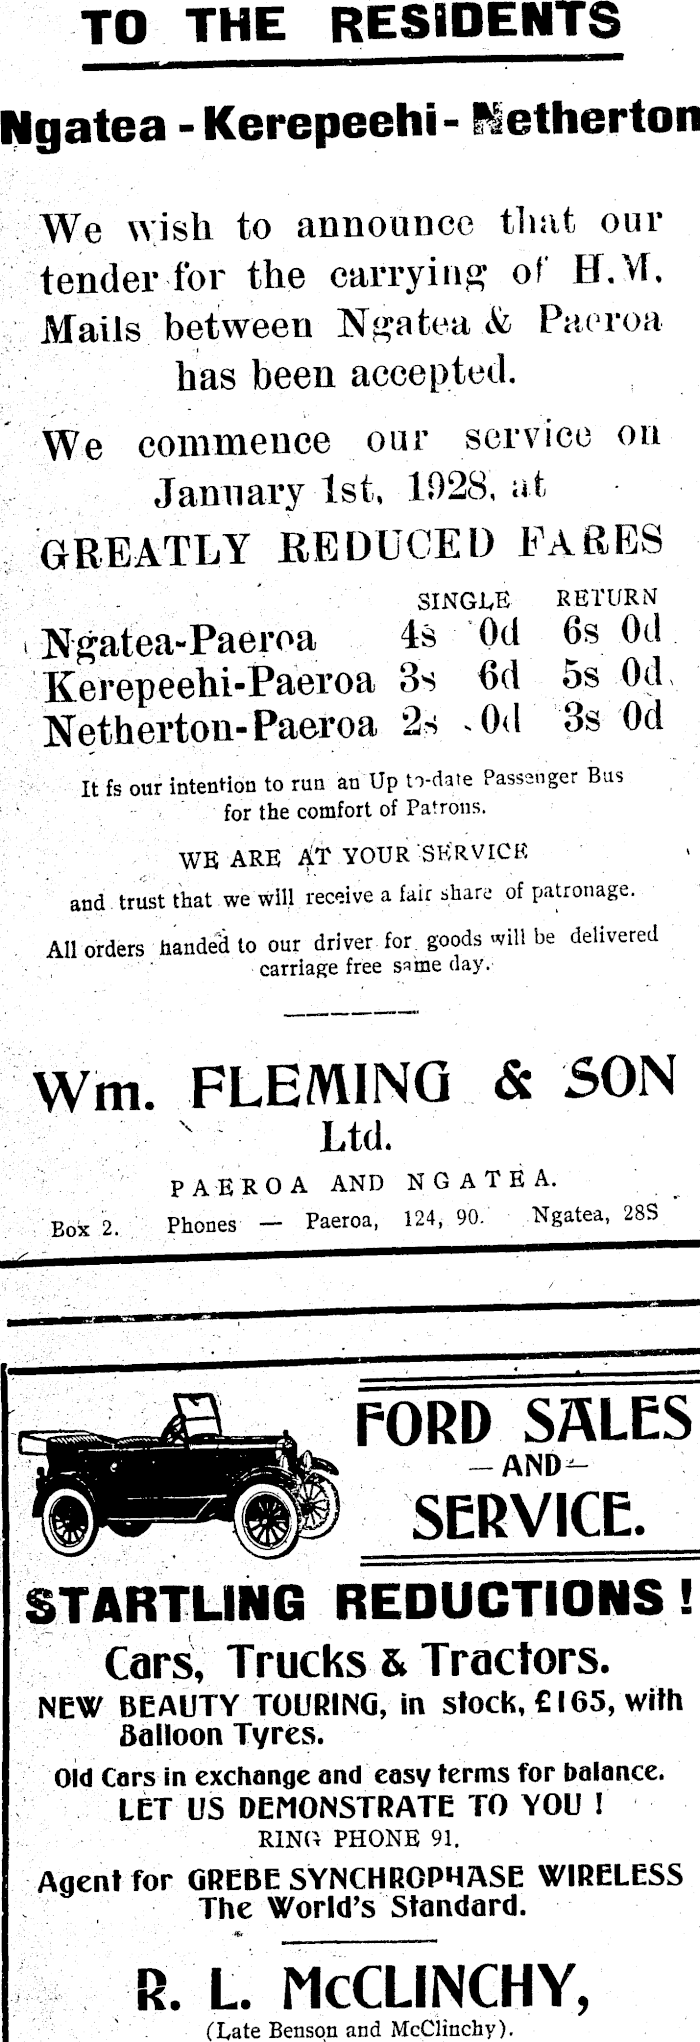 TO THE RESIDENTS
Ngatea - Kerepeehi - Netherton
We wish to announce that our
tender for the carrying of H.M.
Mails between Ngatea & Paeroa
has been accepted.
We commence our service on
January 1st, 1928, at
GREATLY REDUCED FARES
SINGLE RETURN
Ngatea-Paeroa 4s 0d 6s 0d
Kerepeehi-Paeroa 3s 6d 5s 0d
Netherton-Paeroa 2s 0d 3s 0d
It fs our intention to run an Up to-date Passenger Bus
for the comfort of Patrons.
WE ARE AT YOUR SERVICE
and trust that we will receive a fair share of patronage.
All orders handed to our driver for goods will be delivered
carriage free same day.
Wm. FLEMING & SON
Ltd.
PAEROA AND NGATEA.
Box 2. Phones — Paeroa, 124, 90. Ngatea, 28S
FORD SALES
— AND —
SERVICE.
STARTLING REDUCTIONS !
Cars, Trucks & Tractors.
NEW BEAUTY TOURING, in stock, £165, with
Balloon Tyres.
Old Cars in exchange and easy terms for balance.
LET US DEMONSTRATE TO YOU !
RING PHONE 91.
Agent for GREBE SYNCHROPHASE WIRELESS
The World's Standard.
R. L. McCLINCHY,
(Late Benson and McClinchy).